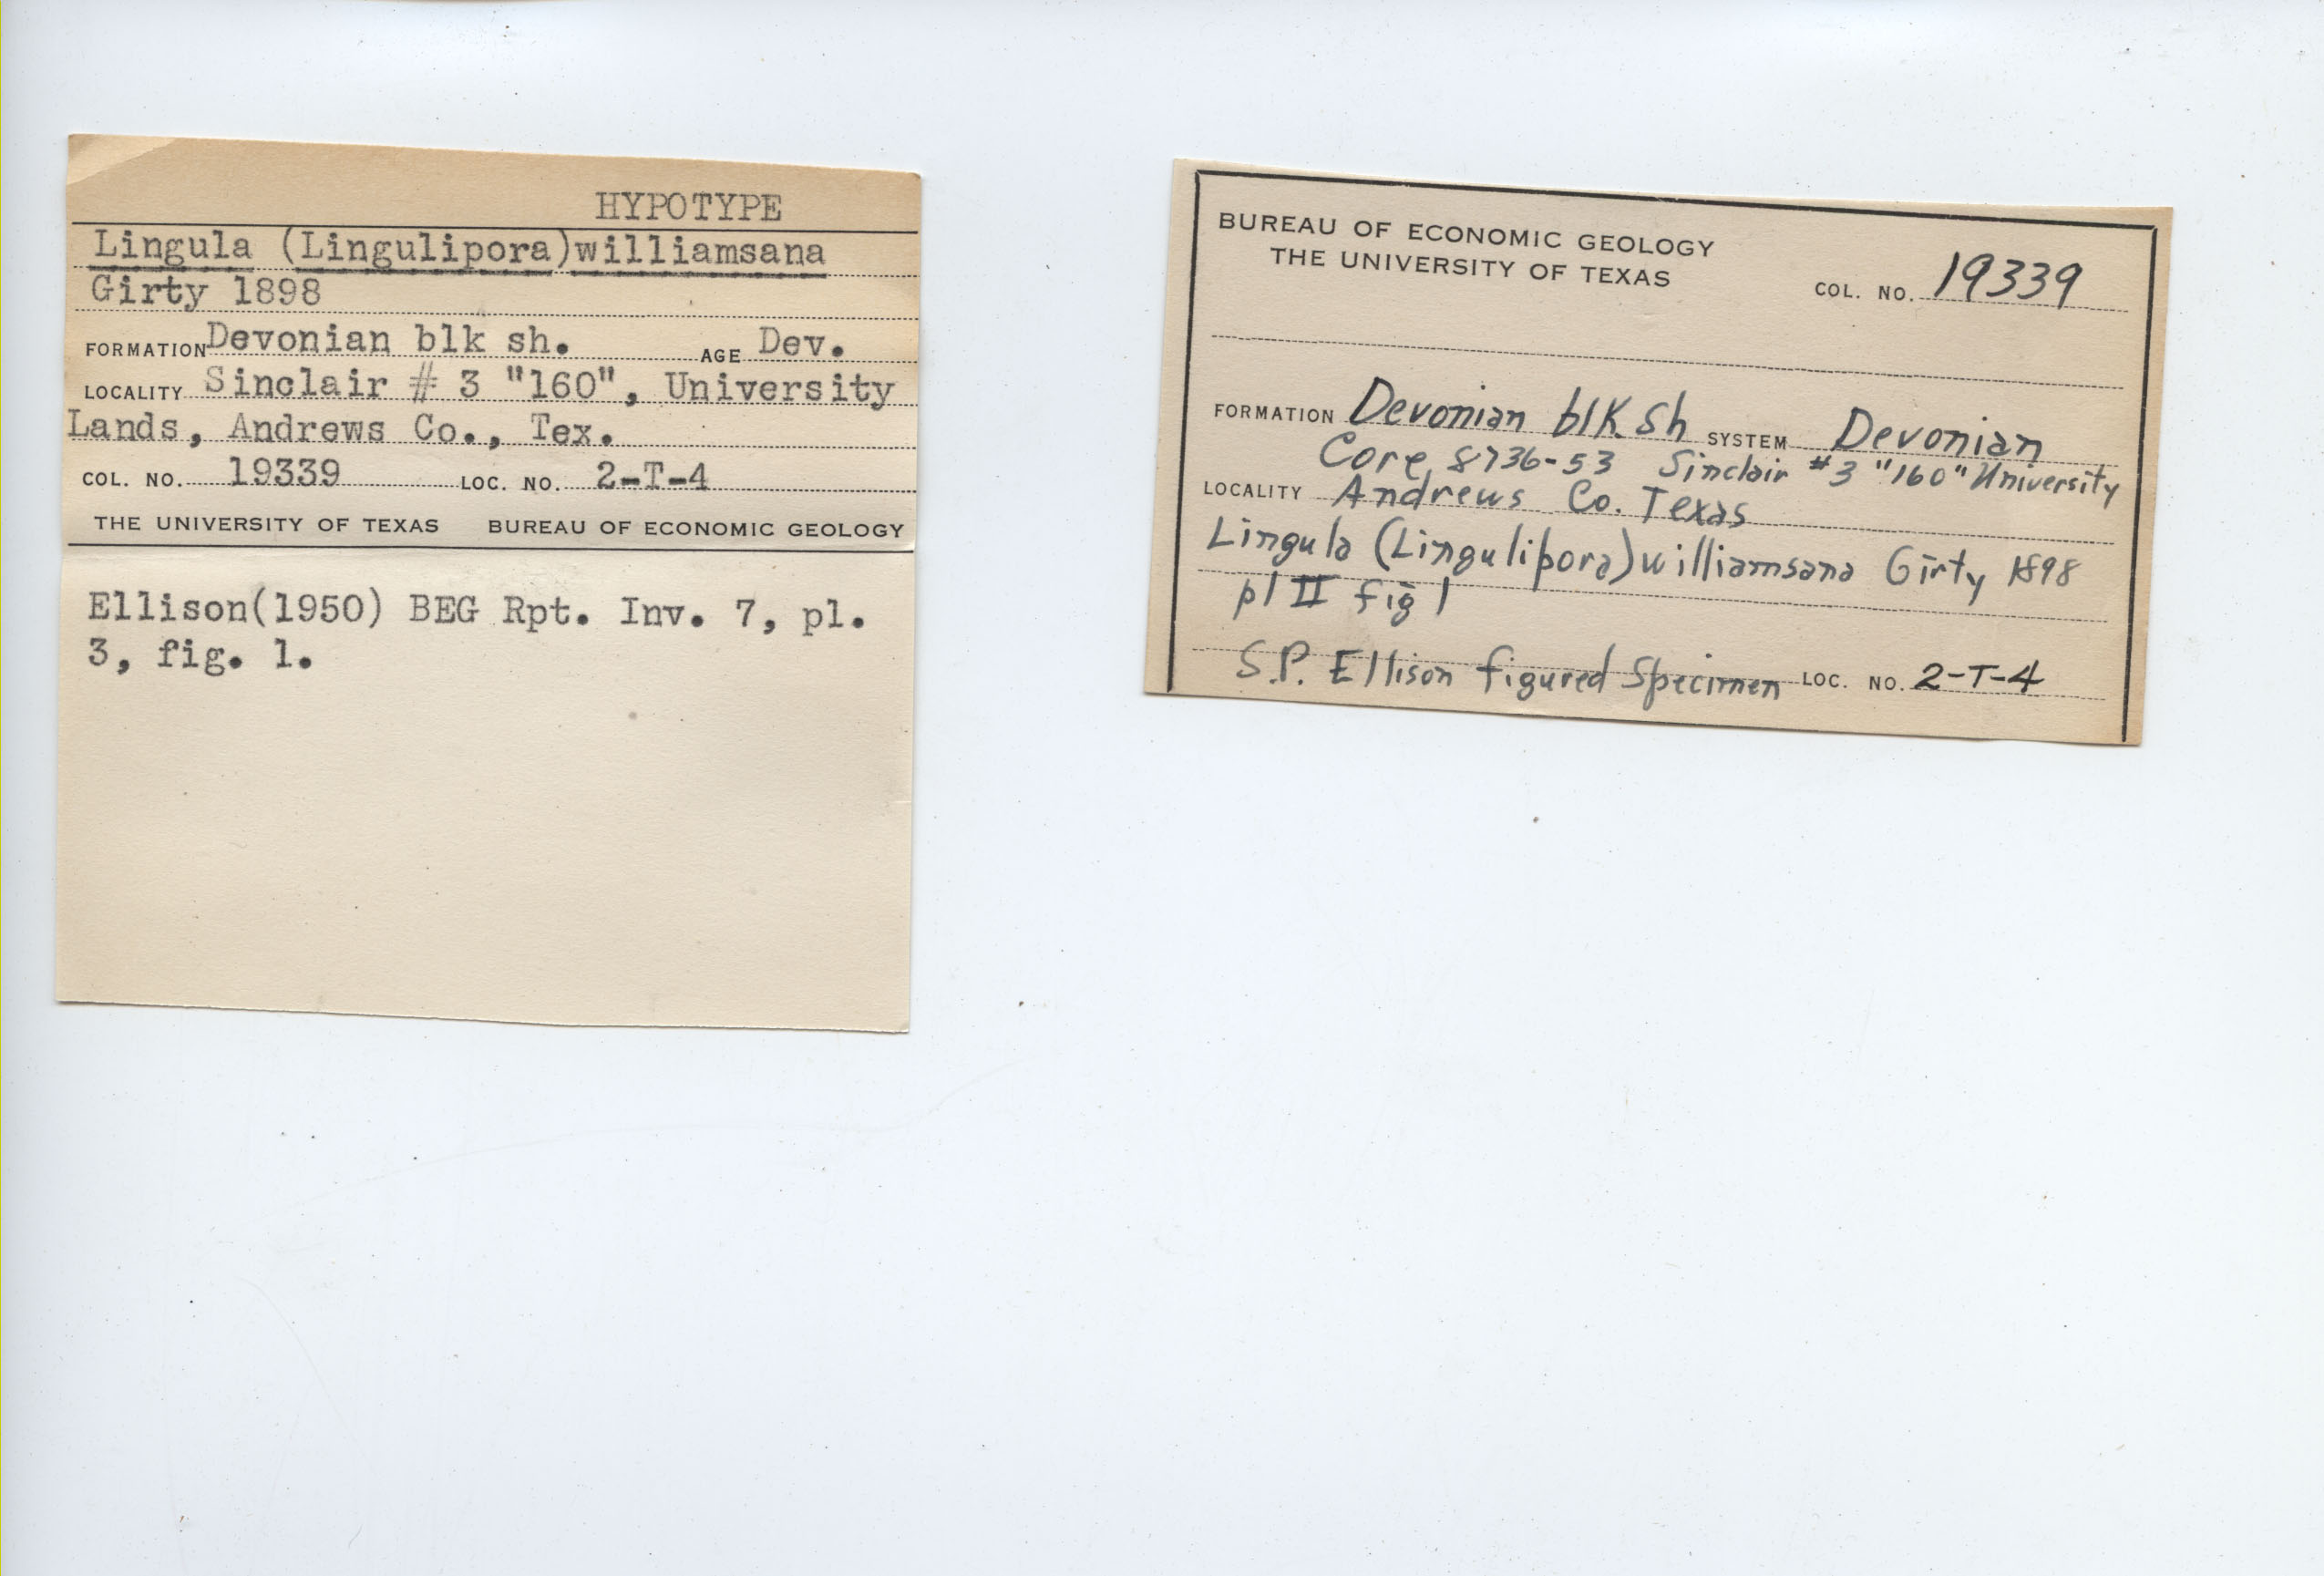 HYPOTYPE
Lingula (Lingulipora)williamsana
Girty 1898
FORMATION Devonian blk sh. AGE Dev.
LOCALITY Sinclair # 3 "160", University
Lands, Andrews Co., Tex.
COL. NO. 19339 LOC. NO. 2-T-4
THE UNIVERSITY OF TEXAS BUREAU OF ECONOMIC GEOLOGY
Ellison(1950) BEG Rpt. Inv. 7, pl.
3, fig. 1.
BUREAU OF ECONOMIC GEOLOGY
THE UNIVERSITY OF TEXAS
COL. NO. 19339
FORMATION Devonian blk Sh SYSTEM Devonian
Core 8736-53 Sinclair #3 "160" University
LOCALITY Andrews Co. Texas
Lingula (Lingulipora) williamsana Girty 1898
pl II fig 1
S.P. Ellison figured Specimen LOC. NO. 2-T-4